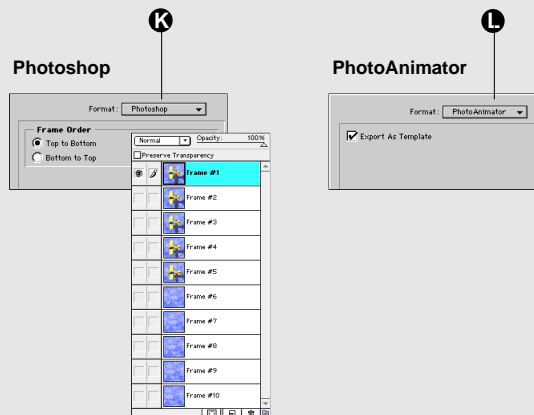 K
Photoshop
Format: Photoshop
Frame Order
Top to Bottom
Bottom to Top
Normal Opacity: 100%
Preserve Transparency
Frame #1
Frame #2
Frame #3
Frame #4
Frame #5
Frame #6
Frame #7
Frame #8
Frame #9
Frame #10
L
PhotoAnimator
Format: PhotoAnimator
Export As Template